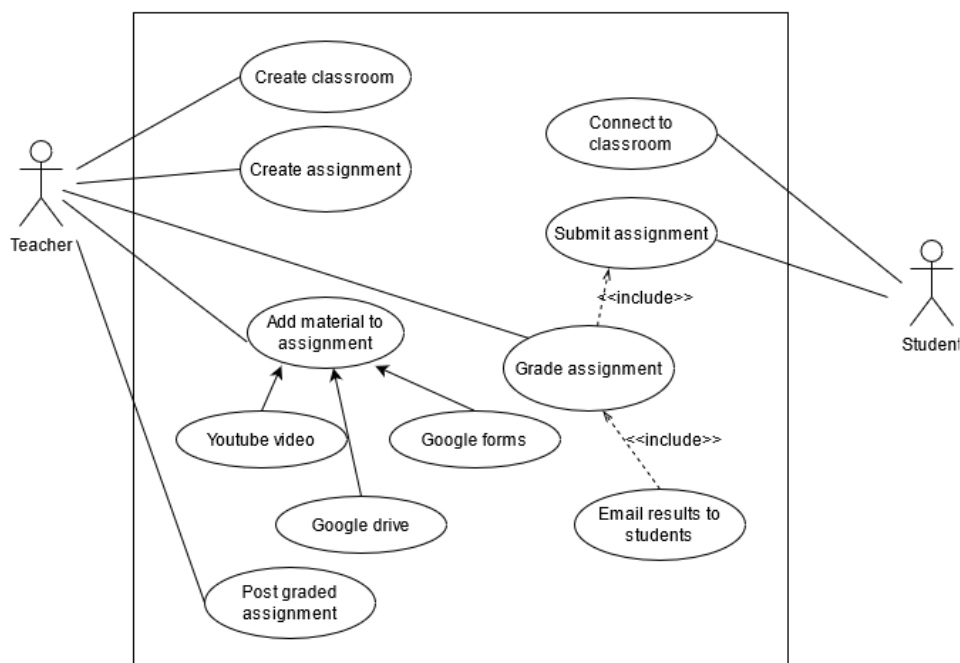 Create classroom
Connect to
classroom
Create assignment
Teacher
Submit assignment
<<include>>
Student
Add material to
assignment
Grade assignment
Youtube video
Google forms
<<include>>
Google drive
Email results to
students
Post graded
assignment